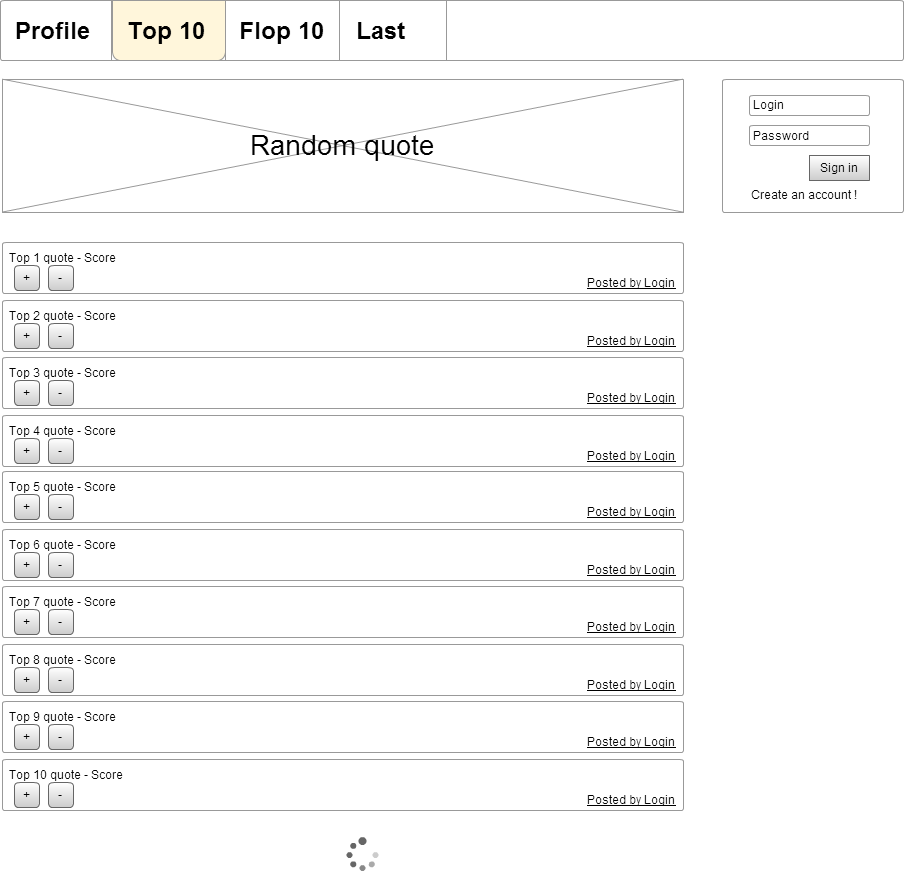 Profile
Top 10
Flop 10
Last
Random quote
Login
Password
Sign in
Create an account !
Top 1 quote - Score
+ -
Posted by Login
Top 2 quote - Score
+ -
Posted by Login
Top 3 quote - Score
+ -
Posted by Login
Top 4 quote - Score
+ -
Posted by Login
Top 5 quote - Score
+ -
Posted by Login
Top 6 quote - Score
+ -
Posted by Login
Top 7 quote - Score
+ -
Posted by Login
Top 8 quote - Score
+ -
Posted by Login
Top 9 quote - Score
+ -
Posted by Login
Top 10 quote - Score
+ -
Posted by Login